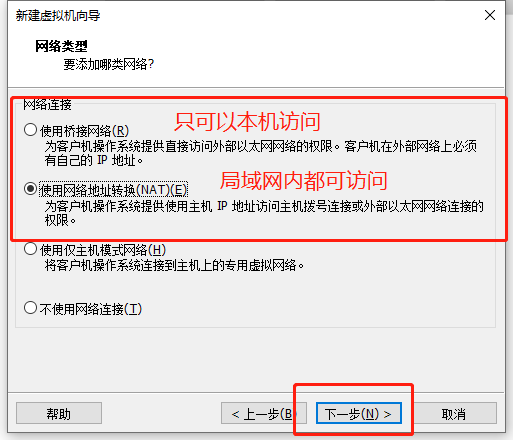 新建虚拟机向导
网络类型
要添加哪类网络?
网络连接
只可以本机访问
使用桥接网络(R)
为客户机操作系统提供直接访问外部以太网网络的权限。客户机在外部网络上必须
有自己的 IP 地址。
局域网内都可访问
使用网络地址转换(NAT)(E)
为客户机操作系统提供使用主机 IP 地址访问主机拨号连接或外部以太网网络连接的
权限。
使用仅主机模式网络(H)
将客户机操作系统连接到主机上的专用虚拟网络。
不使用网络连接(T)
帮助
< 上一步(B)
下一步(N) >
取消